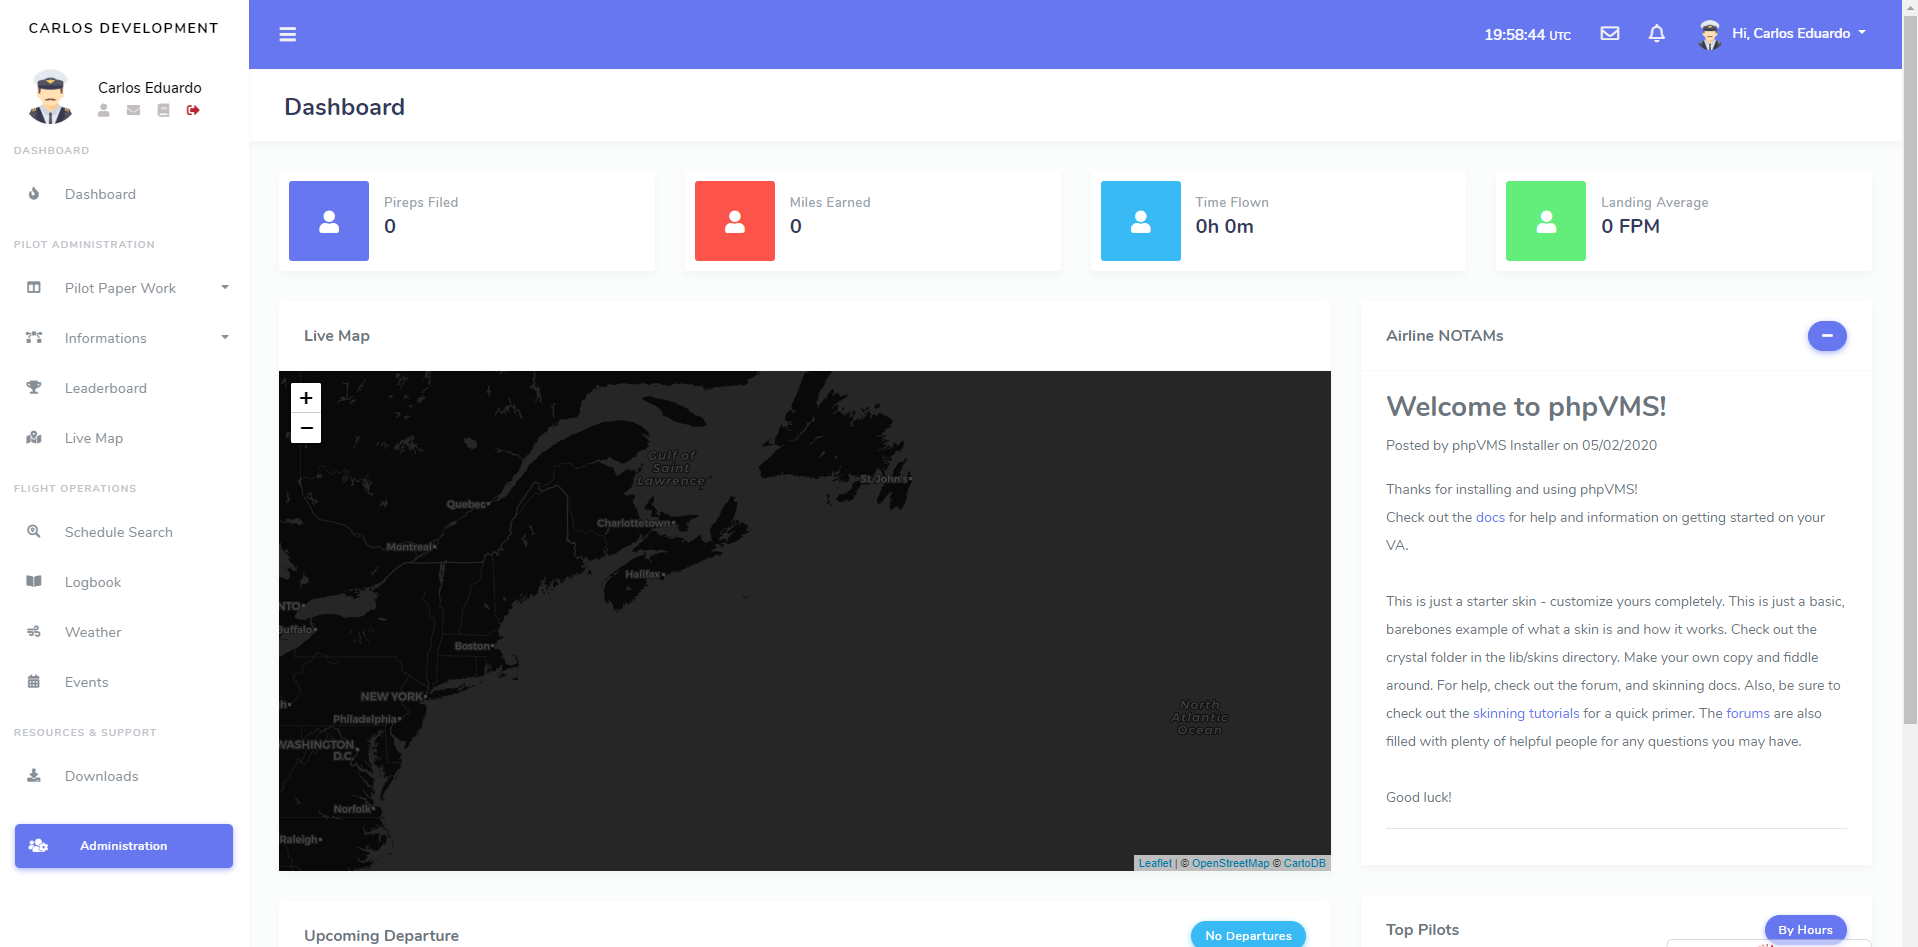 CARLOS DEVELOPMENT
19:58:44 UTC
Hi, Carlos Eduardo
Carlos Eduardo
DASHBOARD
Dashboard
PILOT ADMINISTRATION
Pilot Paper Work
Informations
Leaderboard
Live Map
FLIGHT OPERATIONS
Schedule Search
Logbook
Weather
Events
RESOURCES & SUPPORT
Downloads
Administration
Dashboard
Pireps Filed
0
Miles Earned
0
Time Flown
0h 0m
Landing Average
0 FPM
Live Map
+
−
Gulf of
Saint
Lawrence
St. John's
Quebec
Charlottetown
Montreal
Halifax
NTO
Buffalo
Boston
NEW YORK
Philadelphia
WASHINGTON
D.C.
Norfolk
Raleigh
North
Atlantic
Ocean
Leaflet | © OpenStreetMap © CartoDB
Airline NOTAMs
Welcome to phpVMS!
Posted by phpVMS Installer on 05/02/2020
Thanks for installing and using phpVMS!
Check out the docs for help and information on getting started on your
VA.
This is just a starter skin - customize yours completely. This is just a basic,
barebones example of what a skin is and how it works. Check out the
crystal folder in the lib/skins directory. Make your own copy and fiddle
around. For help, check out the forum, and skinning docs. Also, be sure to
check out the skinning tutorials for a quick primer. The forums are also
filled with plenty of helpful people for any questions you may have.
Good luck!
Upcoming Departure
No Departures
Top Pilots
By Hours